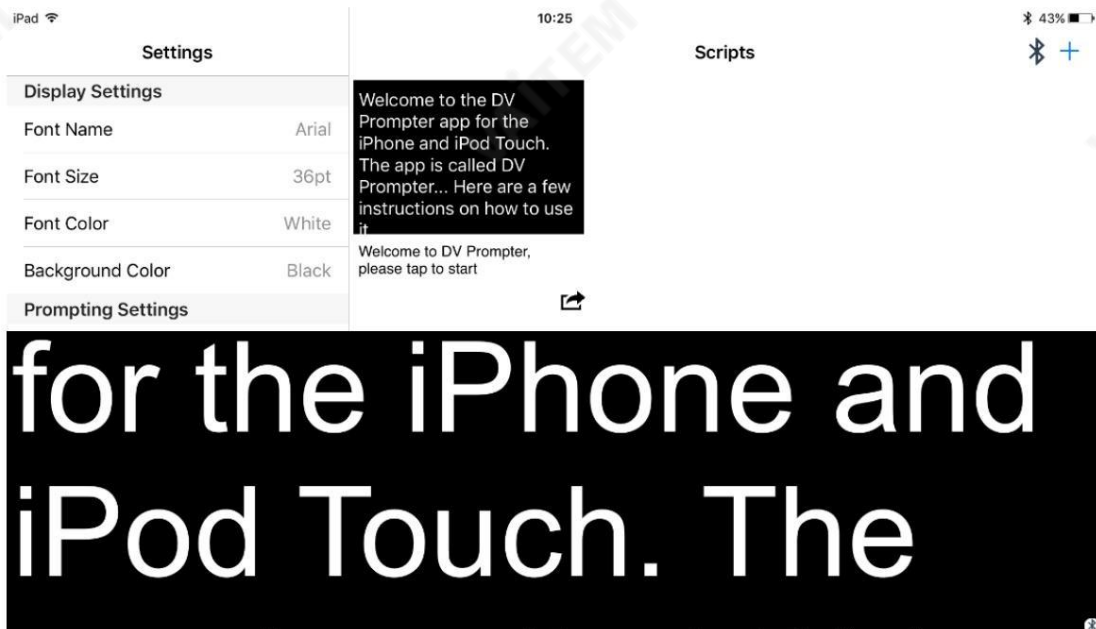 iPad
10:25
43%
Settings
Scripts
Display Settings
Font Name Arial
Font Size 36pt
Font Color White
Background Color Black
Prompting Settings
Welcome to the DV
Prompter app for the
iPhone and iPod Touch.
The app is called DV
Prompter... Here are a few
instructions on how to use
it
Welcome to DV Prompter,
please tap to start
for the iPhone and
iPod Touch. The